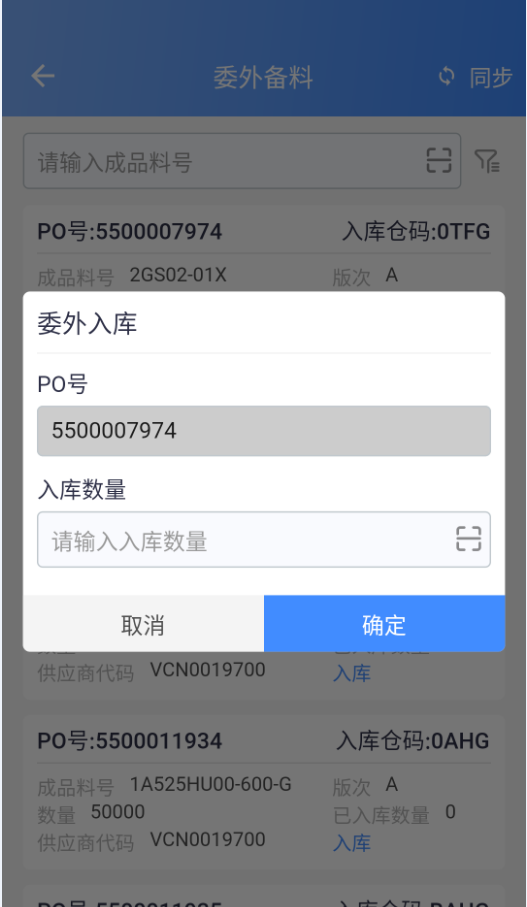 委外备料
同步
请输入成品料号
PO号:5500007974 入库仓码:0TFG
成品料号 2GS02-01X 版次 A
委外入库
PO号
5500007974
入库数量
请输入入库数量
取消 确定
供应商代码 VCN0019700 入库
PO号:5500011934 入库仓码:0AHG
成品料号 1A525HU00-600-G 版次 A
数量 50000 已入库数量 0
供应商代码 VCN0019700 入库